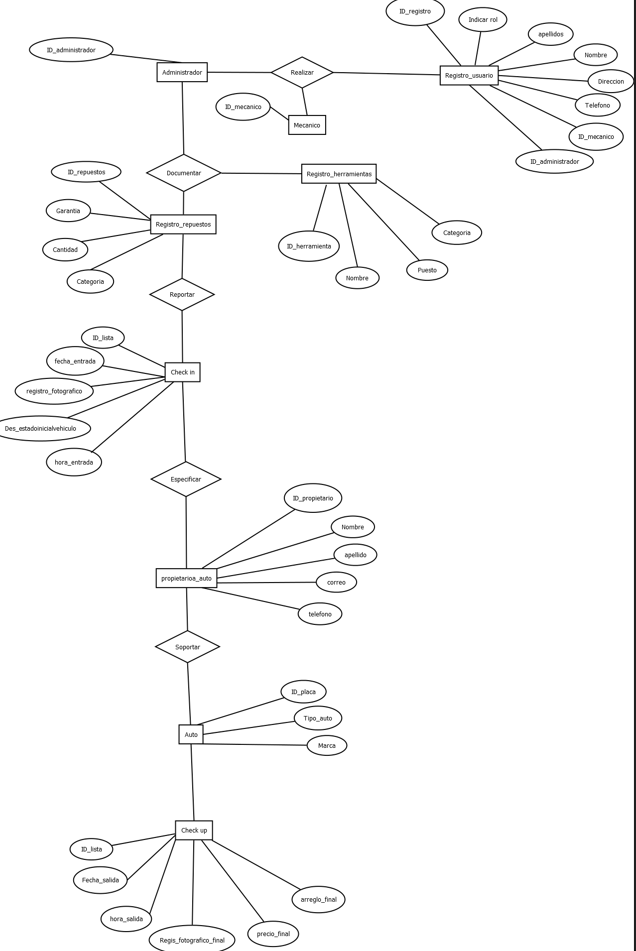 ID_registro
Indicar rol
apellidos
ID_administrador
Nombre
Administrador
Realizar
Registro_usuario
Direccion
Telefono
ID_mecanico
Mecanico
ID_mecanico
ID_administrador
ID_repuestos
Documentar
Registro_herramientas
Garantia
Registro_repuestos
Categoria
ID_herramienta
Cantidad
Puesto
Nombre
Categoria
Reportar
ID_lista
fecha_entrada
Check in
registro_fotografico
Des_estadoinicialvehiculo
hora_entrada
Especificar
ID_propietario
Nombre
apellido
propietarioa_auto
correo
telefono
Soportar
ID_placa
Tipo_auto
Auto
Marca
Check up
ID_lista
Fecha_salida
arreglo_final
hora_salida
precio_final
Regis_fotografico_final